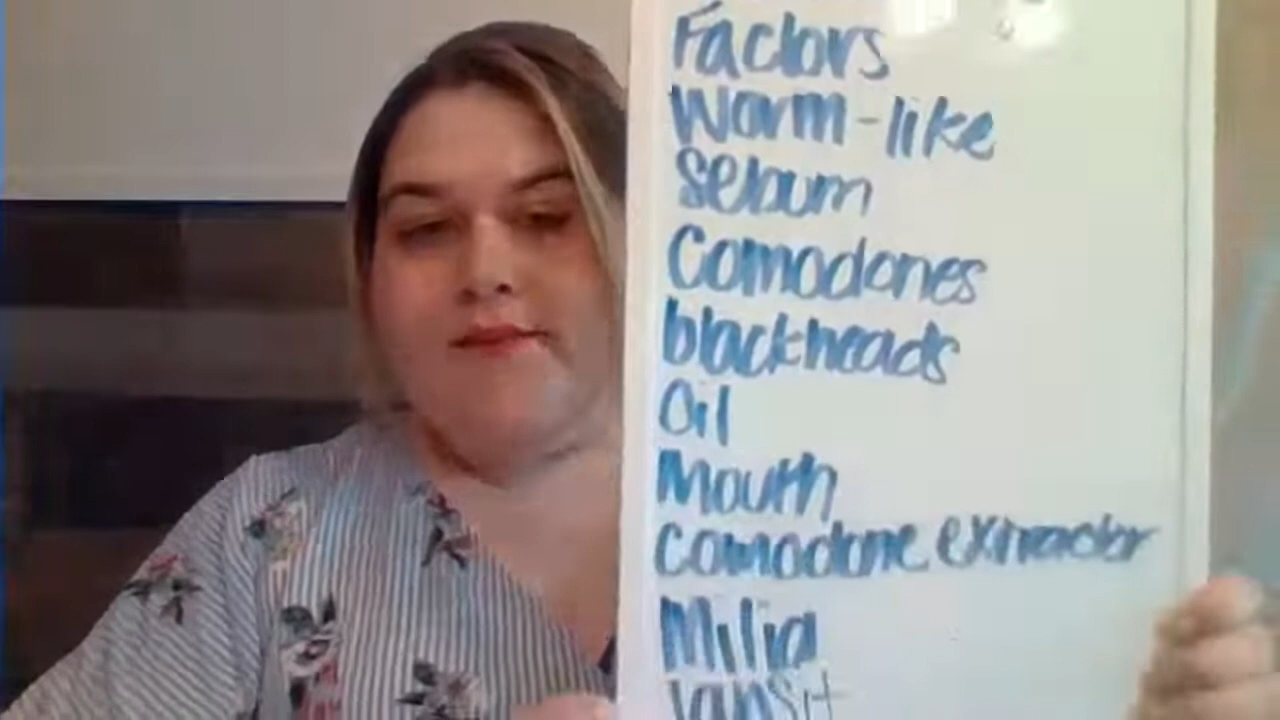 Factors
Worm-like
Sebum
Comodones
blackheads
Oil
Mouth
Comodone extractor
Milia